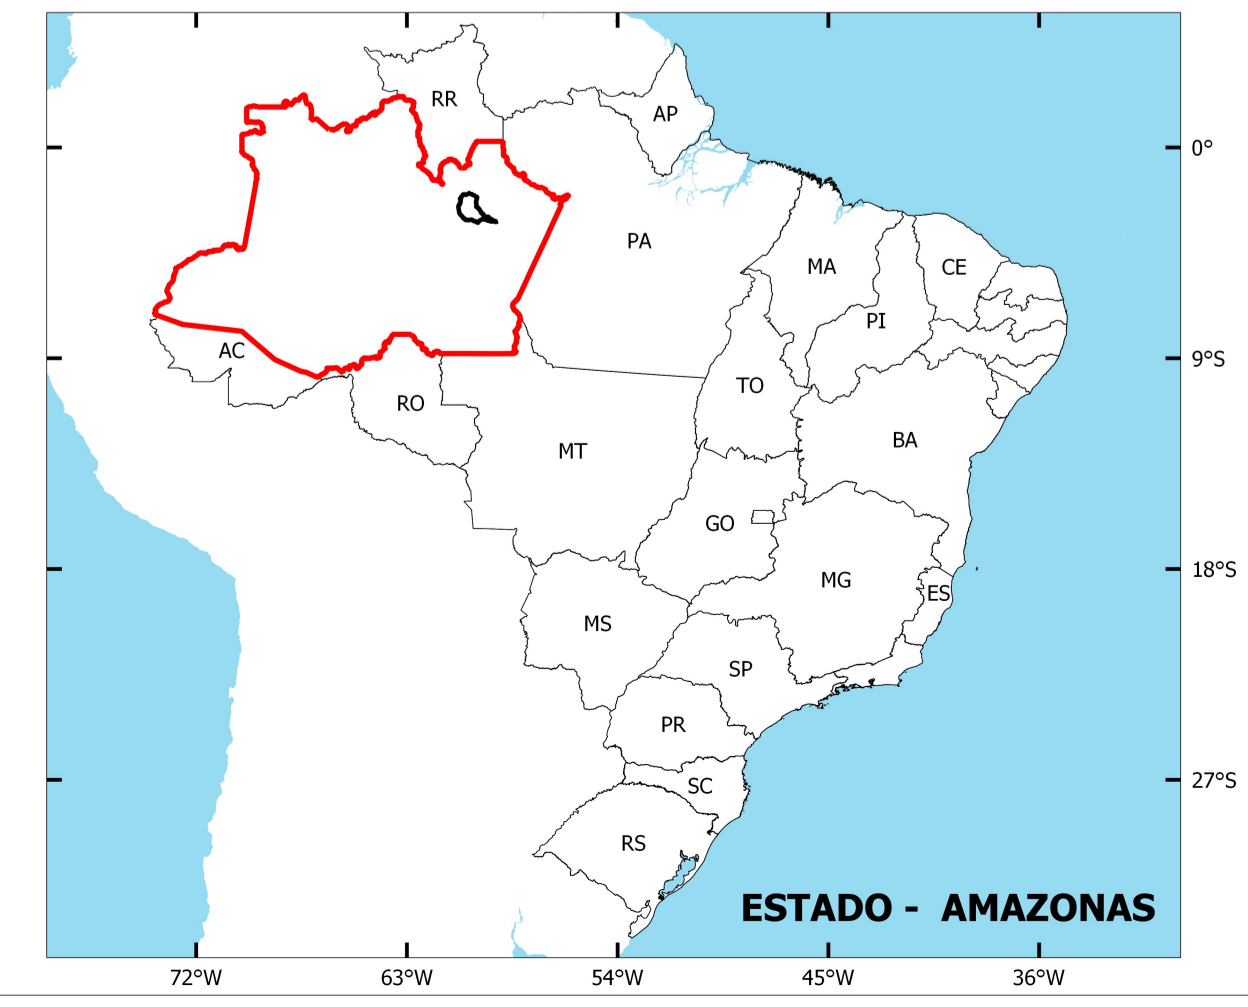 RR
AP
0°
PA
MA
CE
PI
AC
9°S
TO
RO
BA
MT
GO
18°S
MG
ES
MS
SP
PR
27°S
SC
RS
ESTADO - AMAZONAS
72°W 63°W 54°W 45°W 36°W